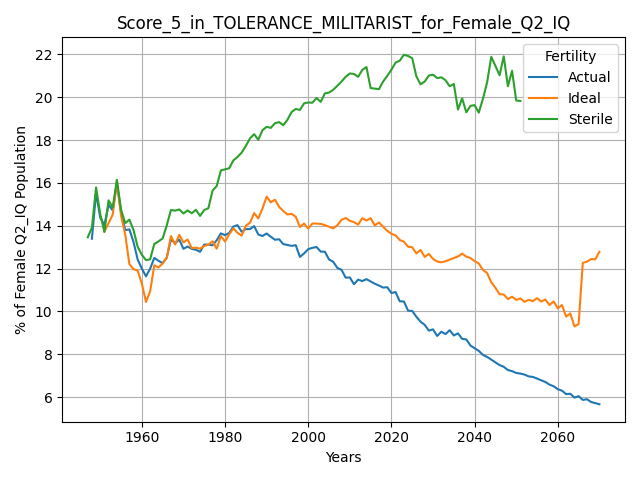 Score_5_in_TOLERANCE_MILITARIST_for_Female_Q2_IQ
% of Female Q2_IQ Population
22
20
18
16
14
12
10
8
6
Fertility
Actual
Ideal
Sterile
1960
1980
2000
2020
2040
2060
Years